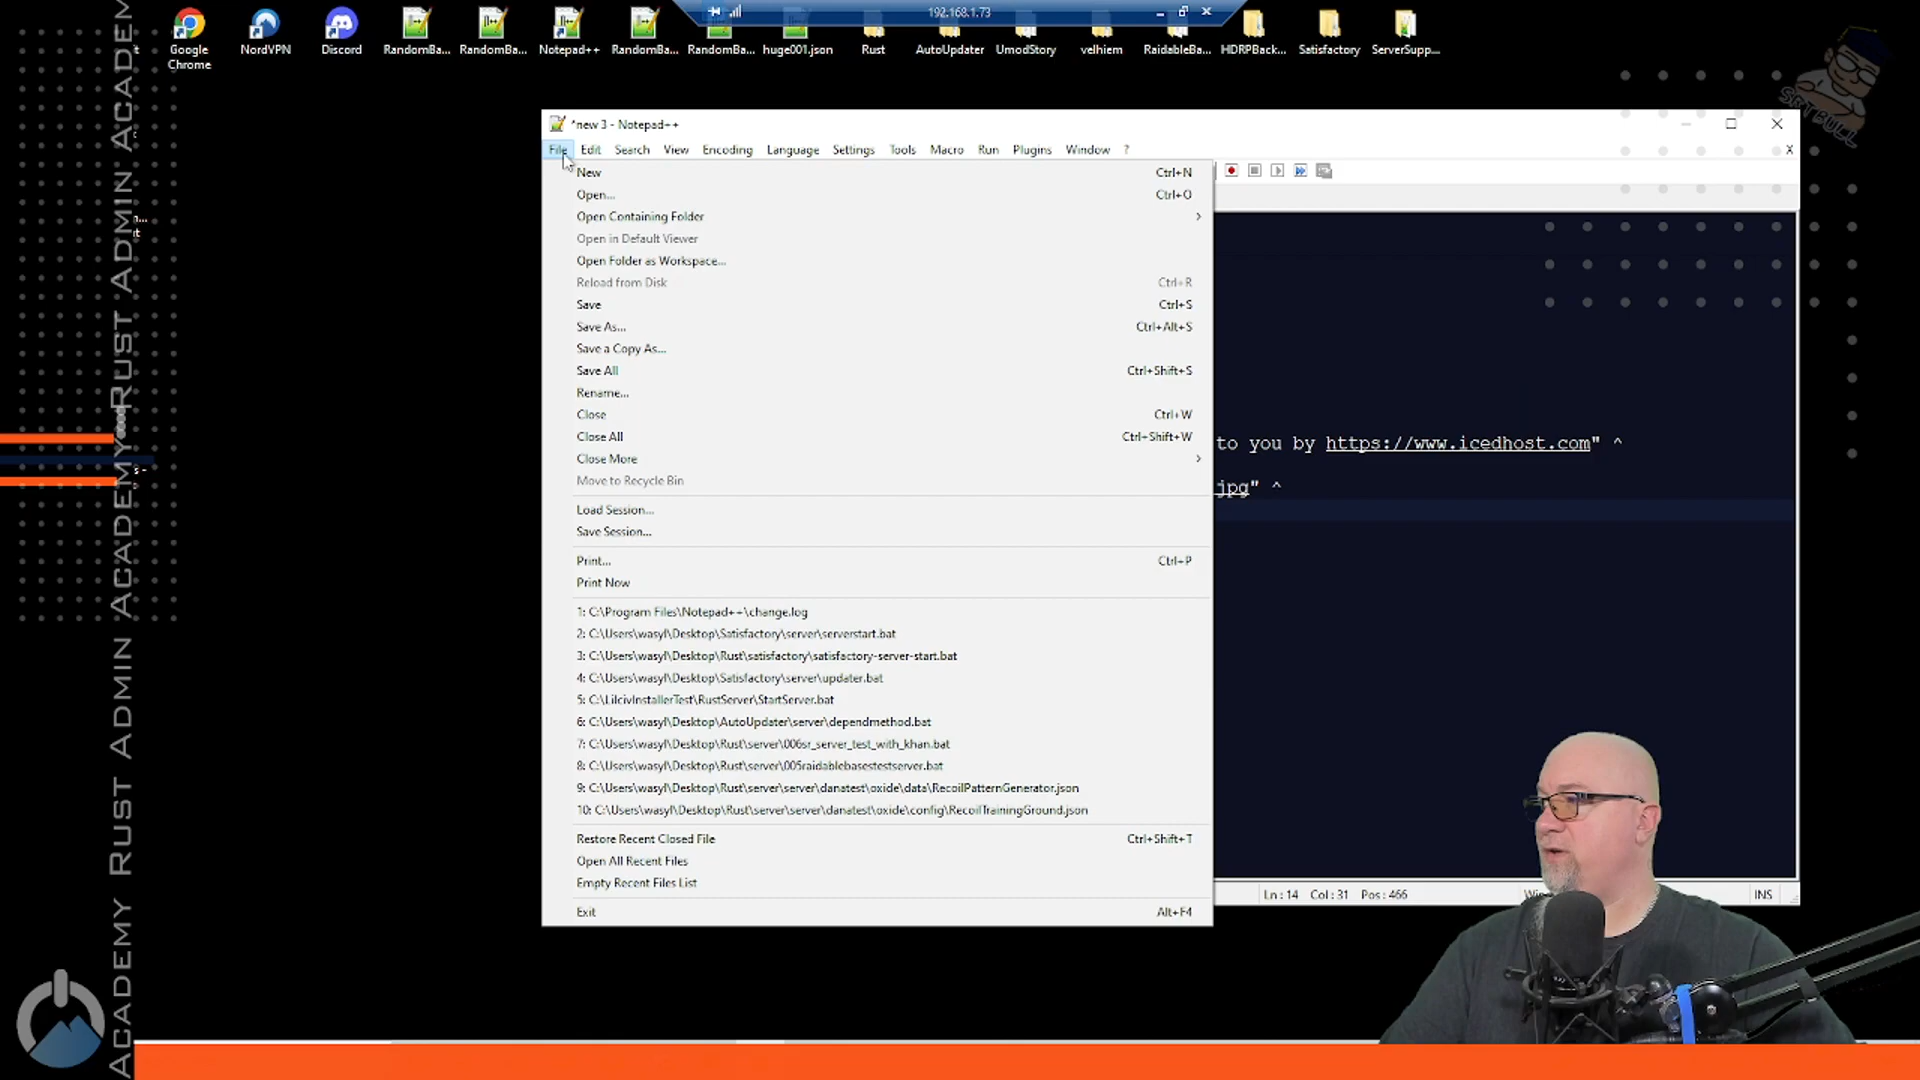 192.168.1.73
Google Chrome
NordVPN
Discord
RandomBa...
RandomBa...
Notepad++
RandomBa...
RandomBa...
huge001.json
Rust
AutoUpdater
UmodStory
velhiem
RaidableBa...
HDRPBack...
Satisfactory
ServerSupp...
SRTBULL
RUST ADMIN ACADEMY
RUST ADMIN ACADEMY
*new 3 - Notepad++
File Edit Search View Encoding Language Settings Tools Macro Run Plugins Window ?
X
New Ctrl+N
Open... Ctrl+O
Open Containing Folder
Open in Default Viewer
Open Folder as Workspace...
Reload from Disk Ctrl+R
Save Ctrl+S
Save As... Ctrl+Alt+S
Save a Copy As...
Save All Ctrl+Shift+S
Rename...
Close Ctrl+W
Close All Ctrl+Shift+W
Close More
Move to Recycle Bin
Load Session...
Save Session...
Print... Ctrl+P
Print Now
1: C:\Program Files\Notepad++\change.log
2: C:\Users\wasyl\Desktop\Satisfactory\server\serverstart.bat
3: C:\Users\wasyl\Desktop\Rust\satisfactory\satisfactory-server-start.bat
4: C:\Users\wasyl\Desktop\Satisfactory\server\updater.bat
5: C:\LilcivInstallerTest\RustServer\StartServer.bat
6: C:\Users\wasyl\Desktop\AutoUpdater\server\dependmethod.bat
7: C:\Users\wasyl\Desktop\Rust\server\006sr_server_test_with_khan.bat
8: C:\Users\wasyl\Desktop\Rust\server\005raidablebasestestserver.bat
9: C:\Users\wasyl\Desktop\Rust\server\server\danatest\oxide\data\RecoilPatternGenerator.json
10: C:\Users\wasyl\Desktop\Rust\server\server\danatest\oxide\config\RecoilTrainingGround.json
Restore Recent Closed File Ctrl+Shift+T
Open All Recent Files
Empty Recent Files List
Exit Alt+F4
to you by https://www.icedhost.com" ^
jpg" ^
Ln : 14 Col : 31 Pos : 466
INS